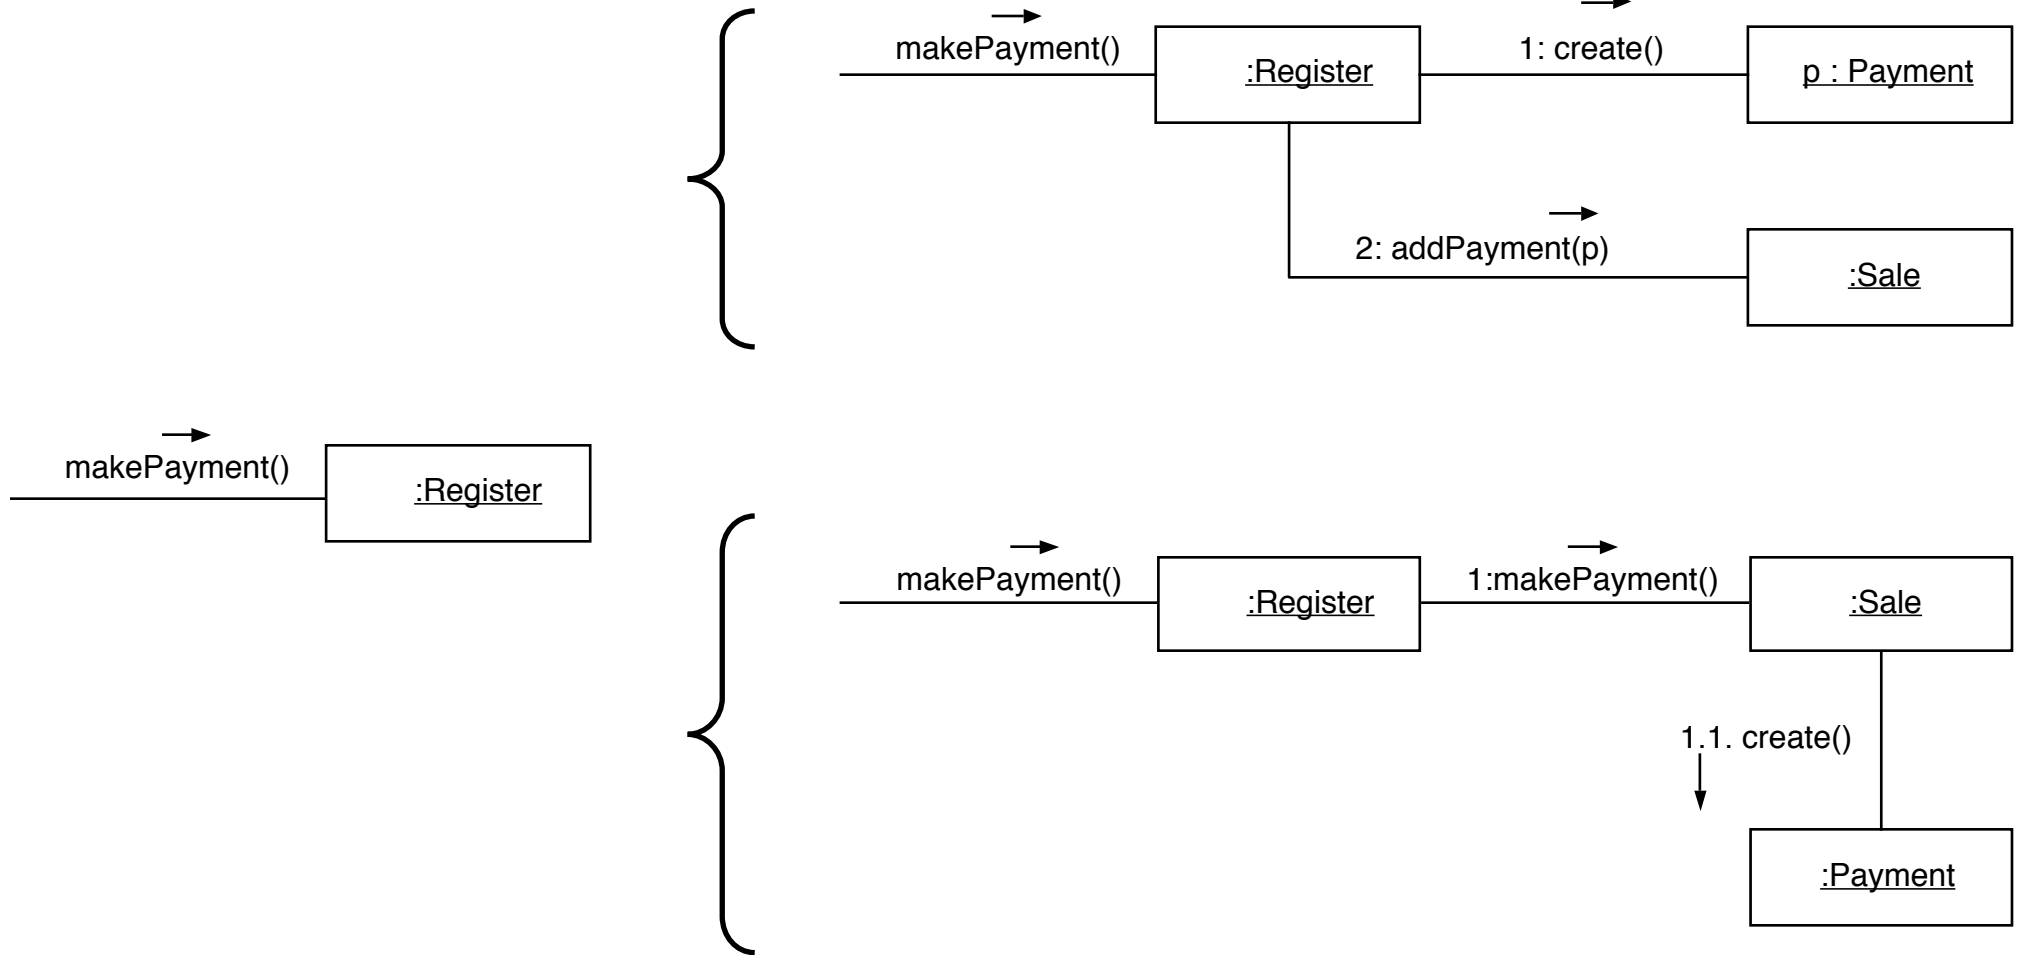 makePayment()
:Register
1: create()
p : Payment
2: addPayment(p)
:Sale
makePayment()
:Register
makePayment()
:Register
1:makePayment()
:Sale
1.1. create()
:Payment